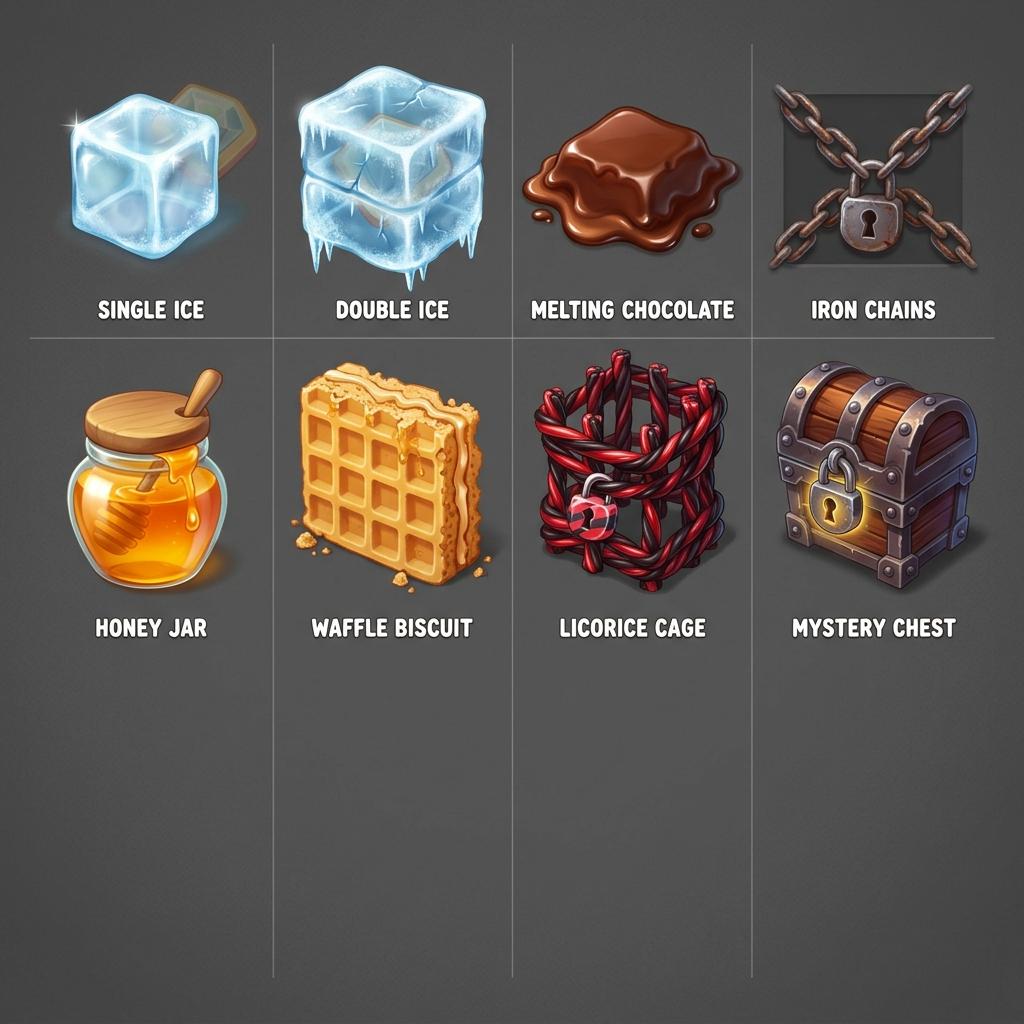 SINGLE ICE
DOUBLE ICE
MELTING CHOCOLATE
IRON CHAINS
HONEY JAR
WAFFLE BISCUIT
LICORICE CAGE
MYSTERY CHEST